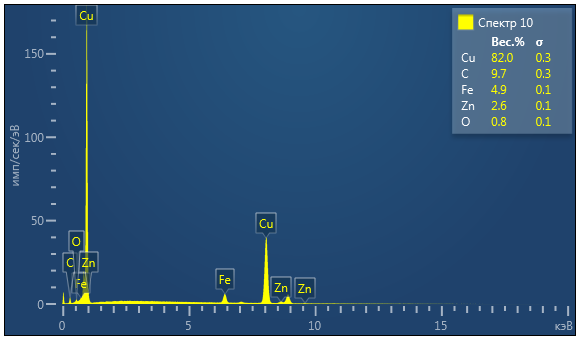 Cu
Спектр 10
Вес.% σ
Cu 82.0 0.3
C 9.7 0.3
Fe 4.9 0.1
Zn 2.6 0.1
O 0.8 0.1
150
100
имп/сек/эВ
50
O
Cu
C Zn
Fe
Fe
Zn Zn
0
0 5 10 15 кэВ